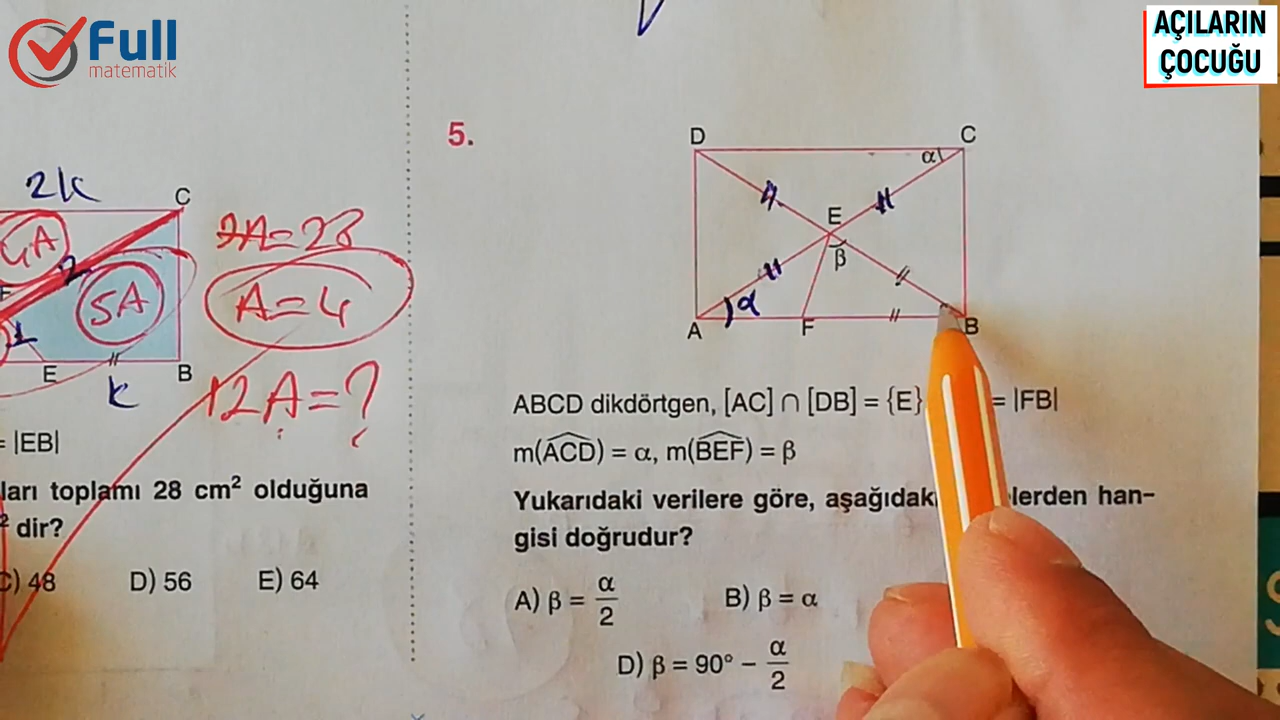 Full
matematik
AÇILARIN
ÇOCUĞU
2k
C
4A
5A
E
k
B
A=4
12A=?
= |EB|
ları toplamı 28 cm² olduğuna
² dir?
C) 48 D) 56 E) 64
5.
D C
α
E
β
α
A F B
ABCD dikdörtgen, [AC] ∩ [DB] = {E} = |FB|
m(ACD) = α, m(BEF) = β
Yukarıdaki verilere göre, aşağıdak lerden han-
gisi doğrudur?
A) β = α/2 B) β = α
D) β = 90° − α/2